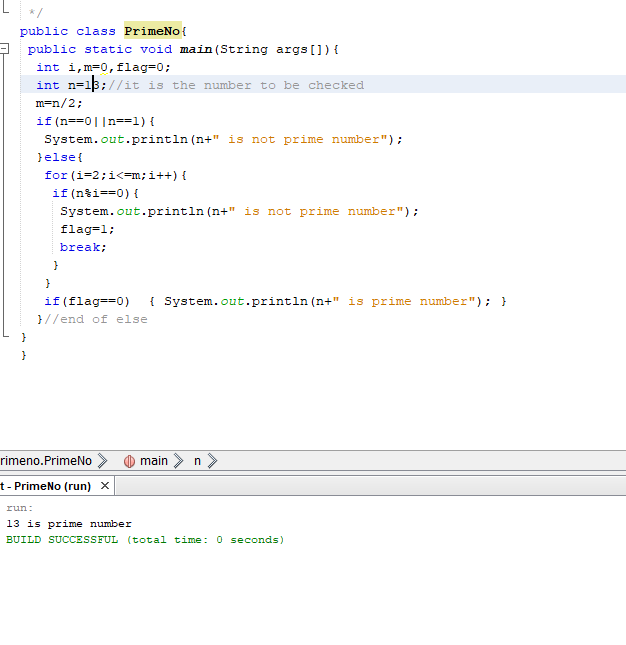 */
public class PrimeNo{
public static void main(String args[]){
int i,m=0,flag=0;
int n=13;//it is the number to be checked
m=n/2;
if(n==0||n==1){
System.out.println(n+" is not prime number");
}else{
for(i=2;i<=m;i++){
if(n%i==0){
System.out.println(n+" is not prime number");
flag=1;
break;
}
}
if(flag==0)  { System.out.println(n+" is prime number"); }
}//end of else
}
}
rimeno.PrimeNo main n
t - PrimeNo (run)
run:
13 is prime number
BUILD SUCCESSFUL (total time: 0 seconds)